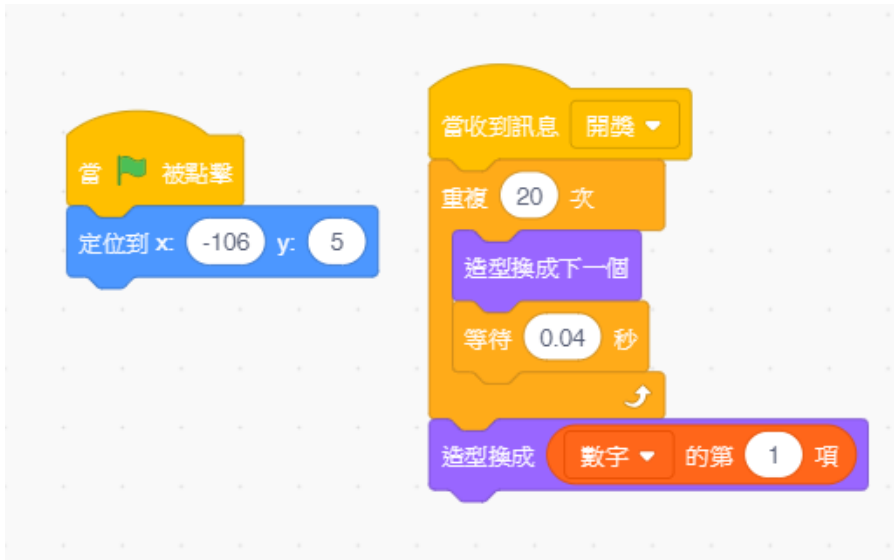 當 被點擊
定位到 x: -106 y: 5
當收到訊息 開獎
重複 20 次
造型換成下一個
等待 0.04 秒
造型換成 數字 的第 1 項